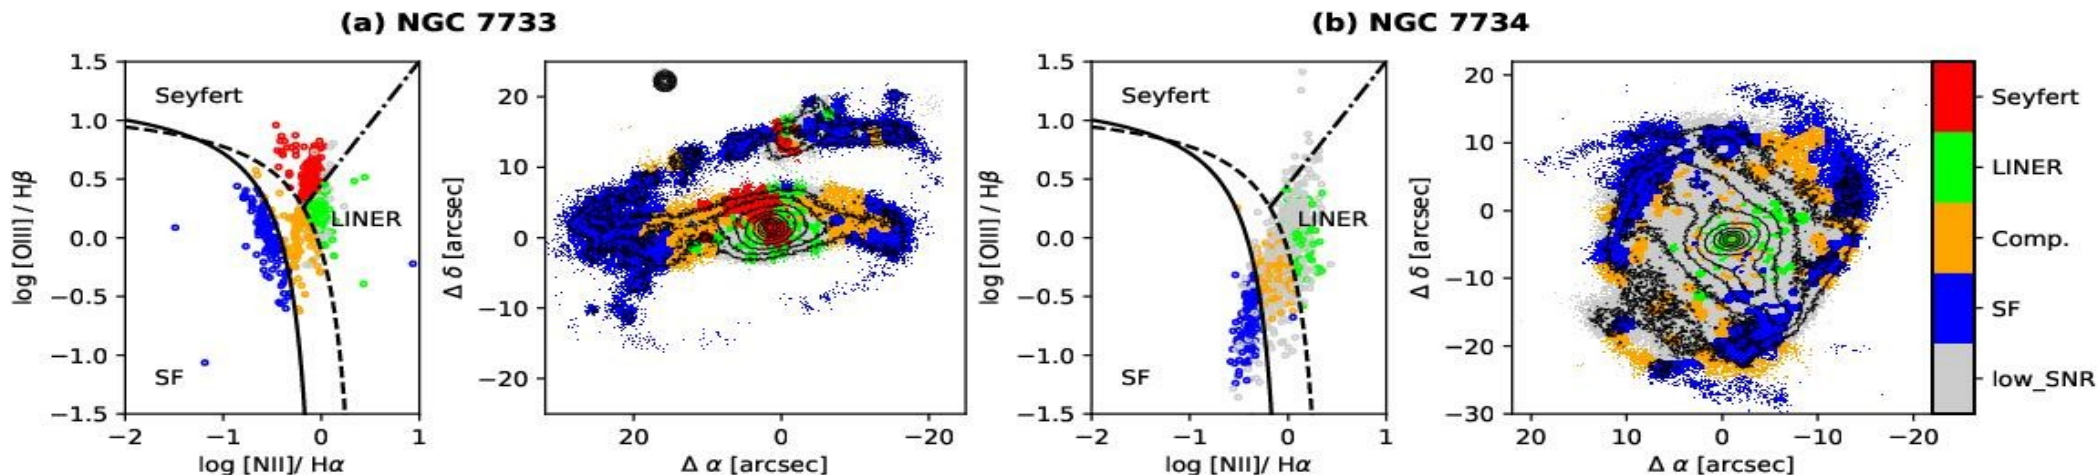 (a) NGC 7733
(b) NGC 7734
1.5
1.0
0.5
0.0
−0.5
−1.0
−1.5
log [OIII] / Hβ
Seyfert
LINER
SF
−2
−1
0
1
log [NII]/ Hα
20
10
0
−10
−20
Δ δ [arcsec]
20
0
−20
Δ α [arcsec]
1.5
1.0
0.5
0.0
−0.5
−1.0
−1.5
log [OIII] / Hβ
Seyfert
LINER
SF
−2
−1
0
1
log [NII]/ Hα
20
10
0
−10
−20
−30
Δ δ [arcsec]
20
10
0
−10
−20
Δ α [arcsec]
Seyfert
LINER
Comp.
SF
low_SNR